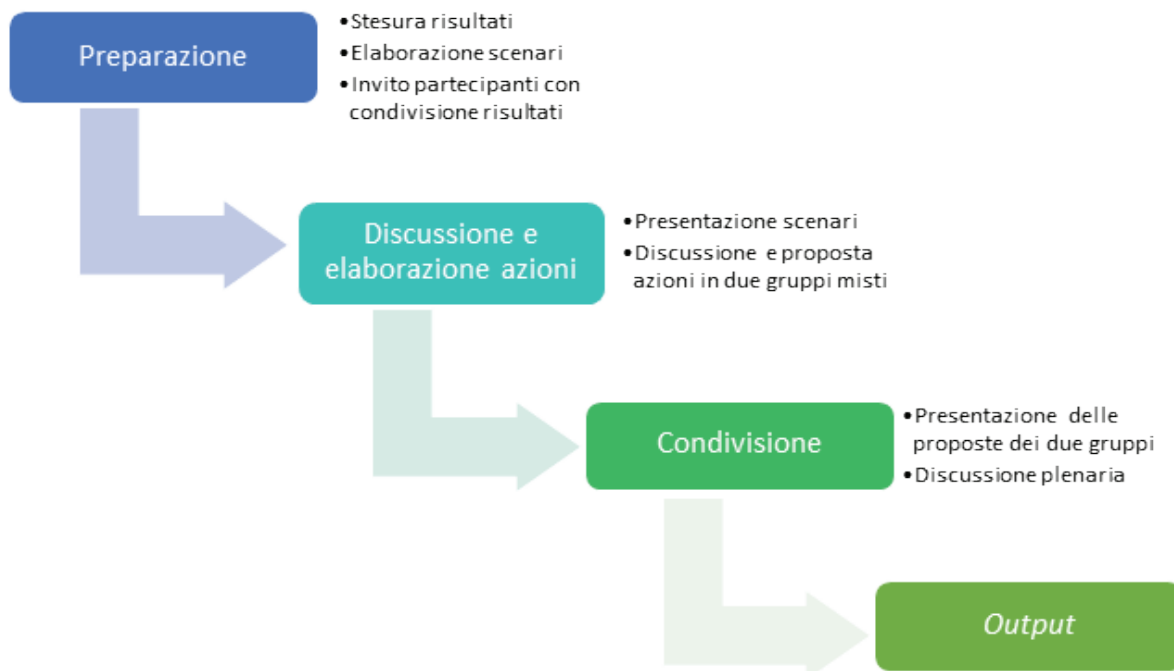 Preparazione
•Stesura risultati
•Elaborazione scenari
•Invito partecipanti con
condivisione risultati
Discussione e
elaborazione azioni
•Presentazione scenari
•Discussione e proposta
azioni in due gruppi misti
Condivisione
•Presentazione delle
proposte dei due gruppi
•Discussione plenaria
Output